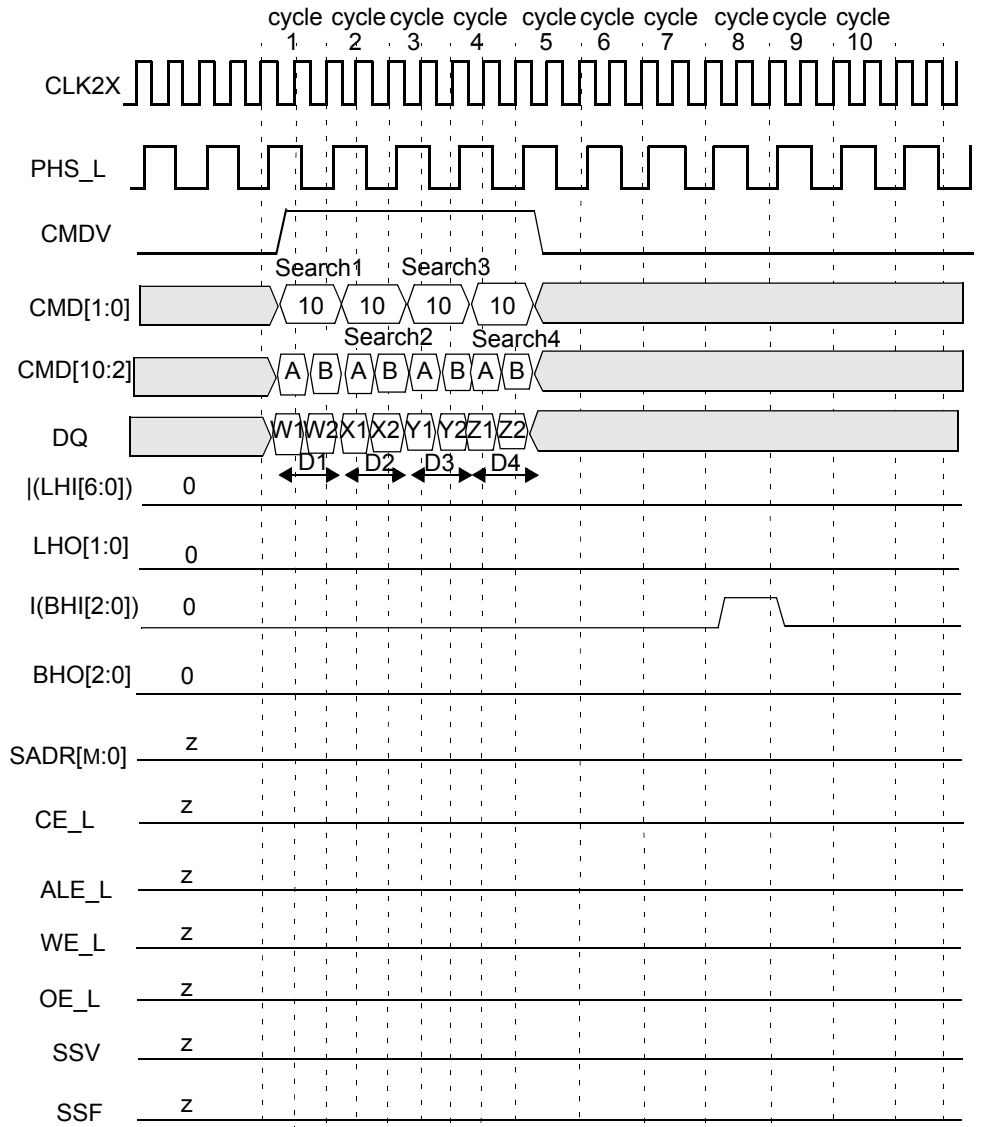 cycle cycle cycle cycle cycle cycle cycle cycle cycle cycle
1 2 3 4 5 6 7 8 9 10
CLK2X
PHS_L
CMDV
Search1 Search3
CMD[1:0] 10 10 10 10
Search2 Search4
CMD[10:2] A B A B A B A B
DQ W1 W2 X1 X2 Y1 Y2 Z1 Z2
D1 D2 D3 D4
|(LHI[6:0]) 0
LHO[1:0] 0
I(BHI[2:0]) 0
BHO[2:0] 0
SADR[M:0] z
CE_L z
ALE_L z
WE_L z
OE_L z
SSV z
SSF z